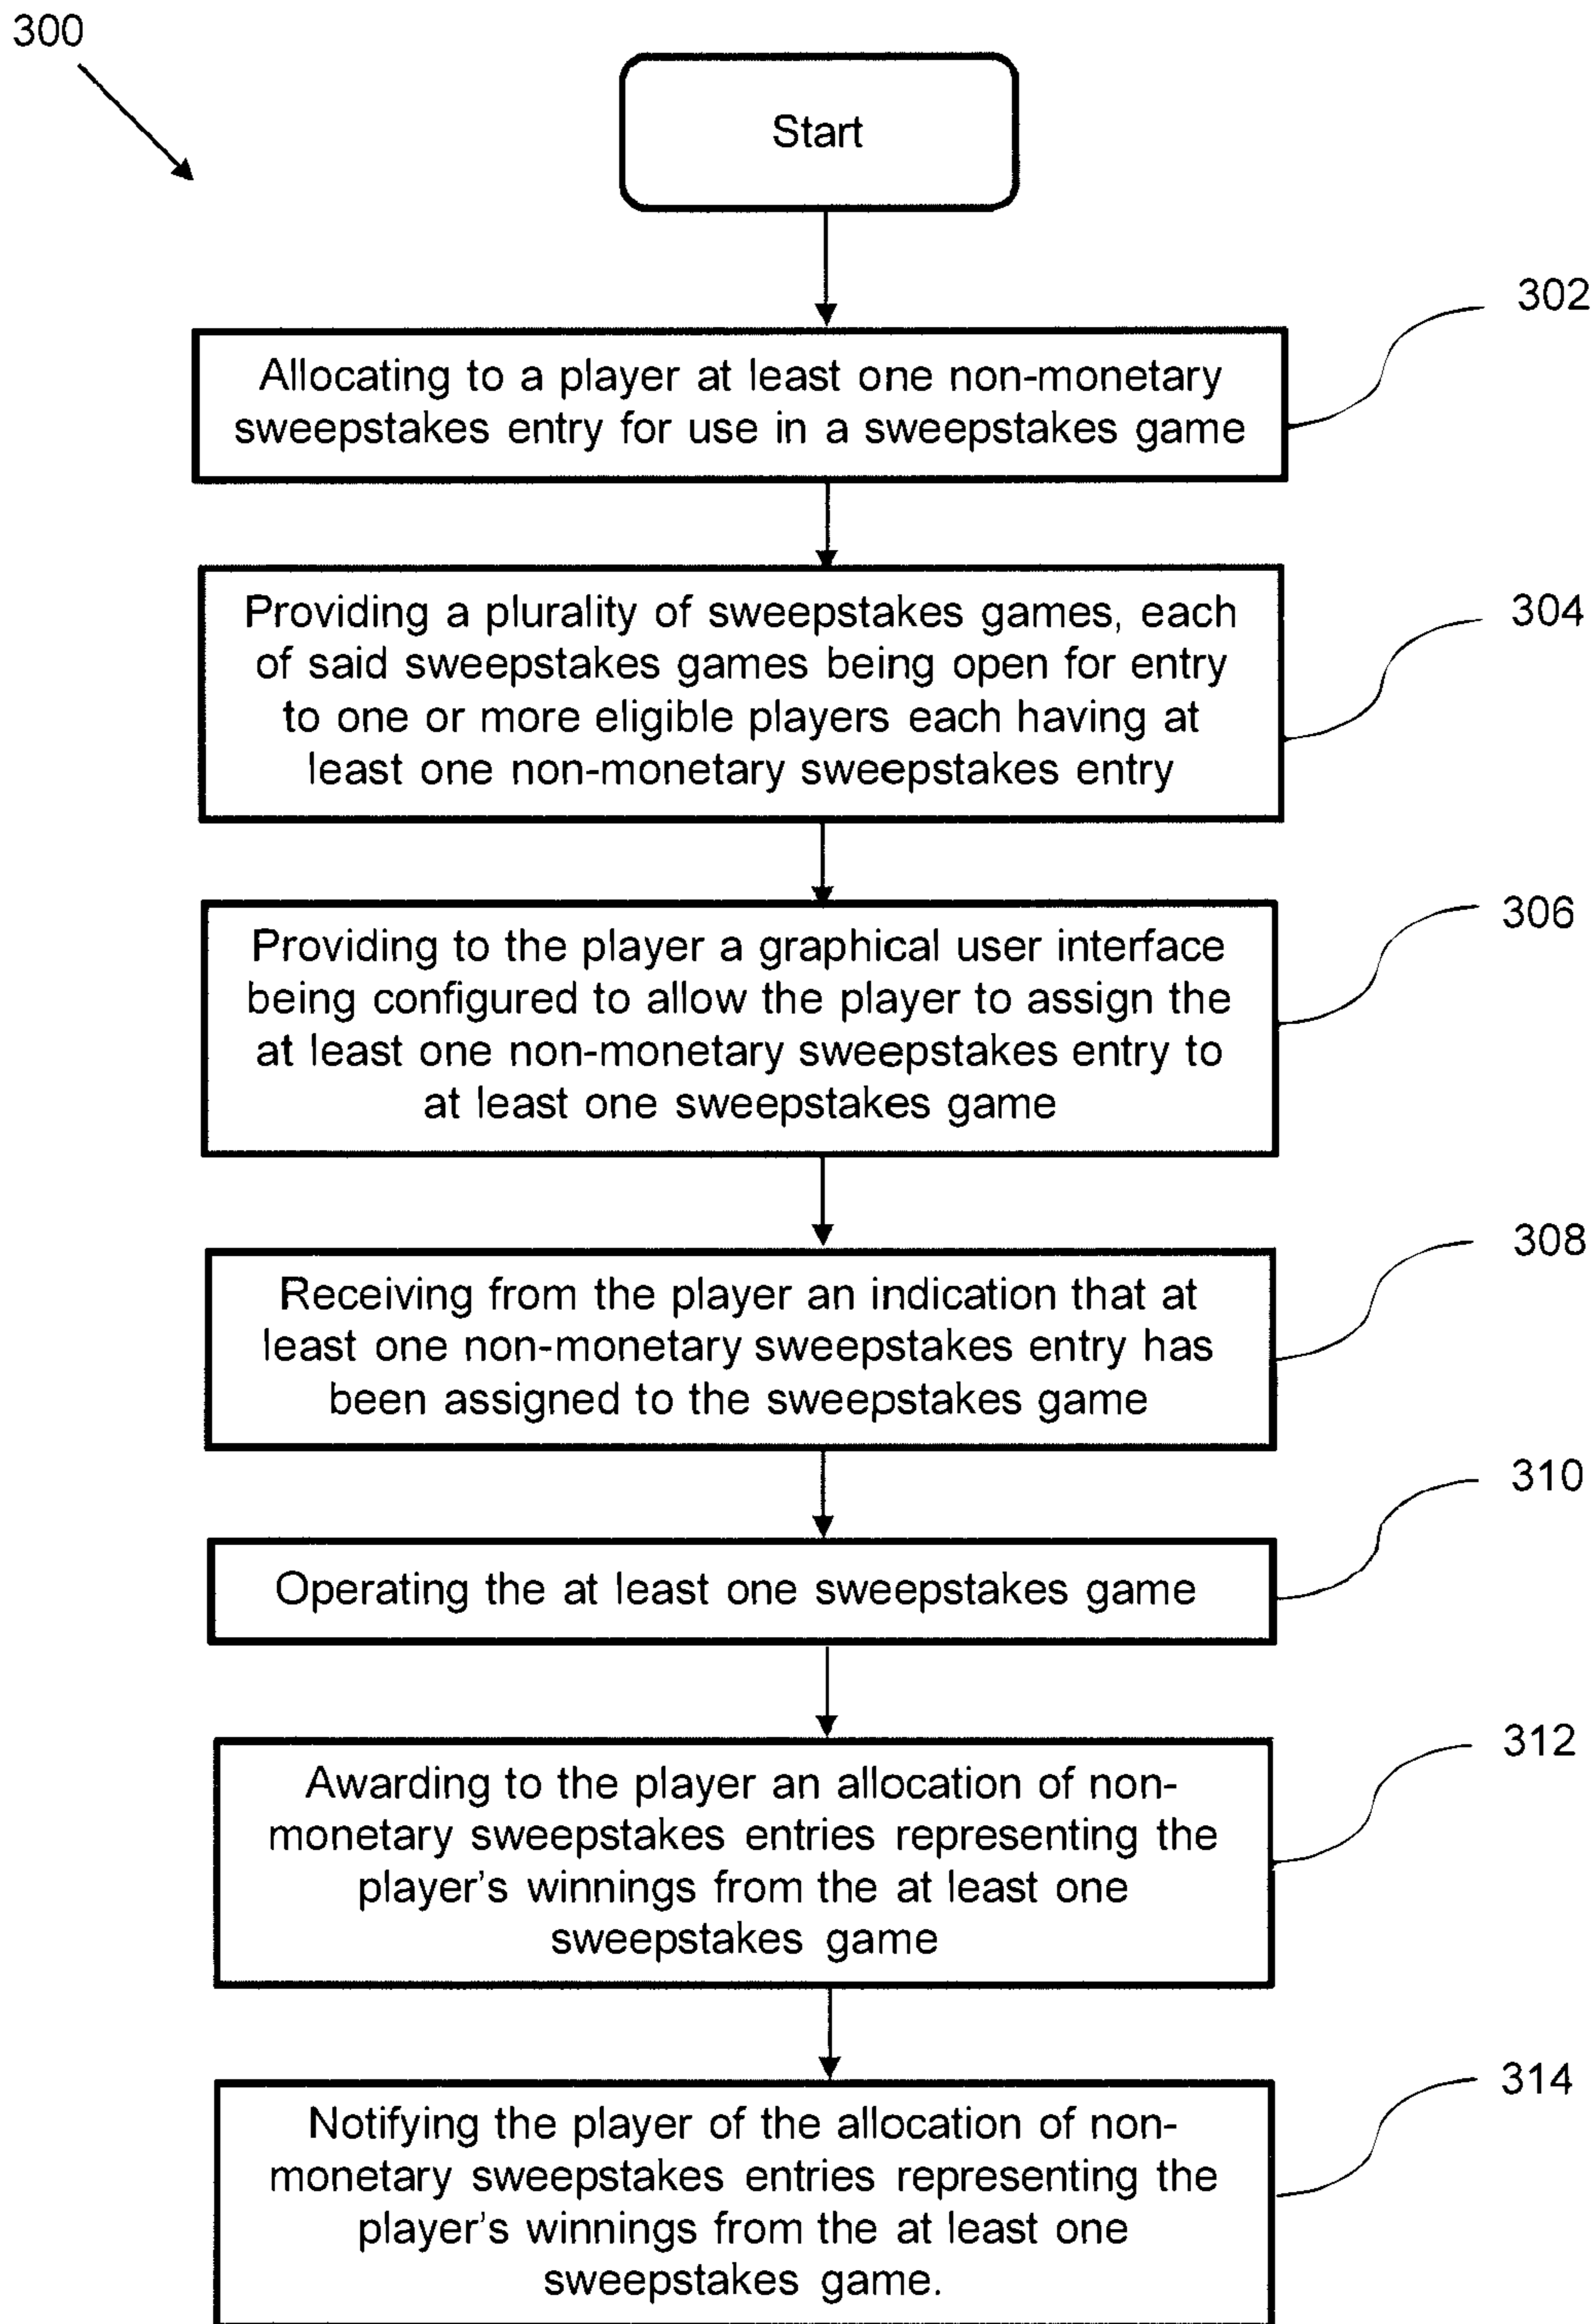 300
Start
302
Allocating to a player at least one non-monetary
sweepstakes entry for use in a sweepstakes game
304
Providing a plurality of sweepstakes games, each
of said sweepstakes games being open for entry
to one or more eligible players each having at
least one non-monetary sweepstakes entry
306
Providing to the player a graphical user interface
being configured to allow the player to assign the
at least one non-monetary sweepstakes entry to
at least one sweepstakes game
308
Receiving from the player an indication that at
least one non-monetary sweepstakes entry has
been assigned to the sweepstakes game
310
Operating the at least one sweepstakes game
312
Awarding to the player an allocation of non-
monetary sweepstakes entries representing the
player's winnings from the at least one
sweepstakes game
314
Notifying the player of the allocation of non-
monetary sweepstakes entries representing the
player's winnings from the at least one
sweepstakes game.